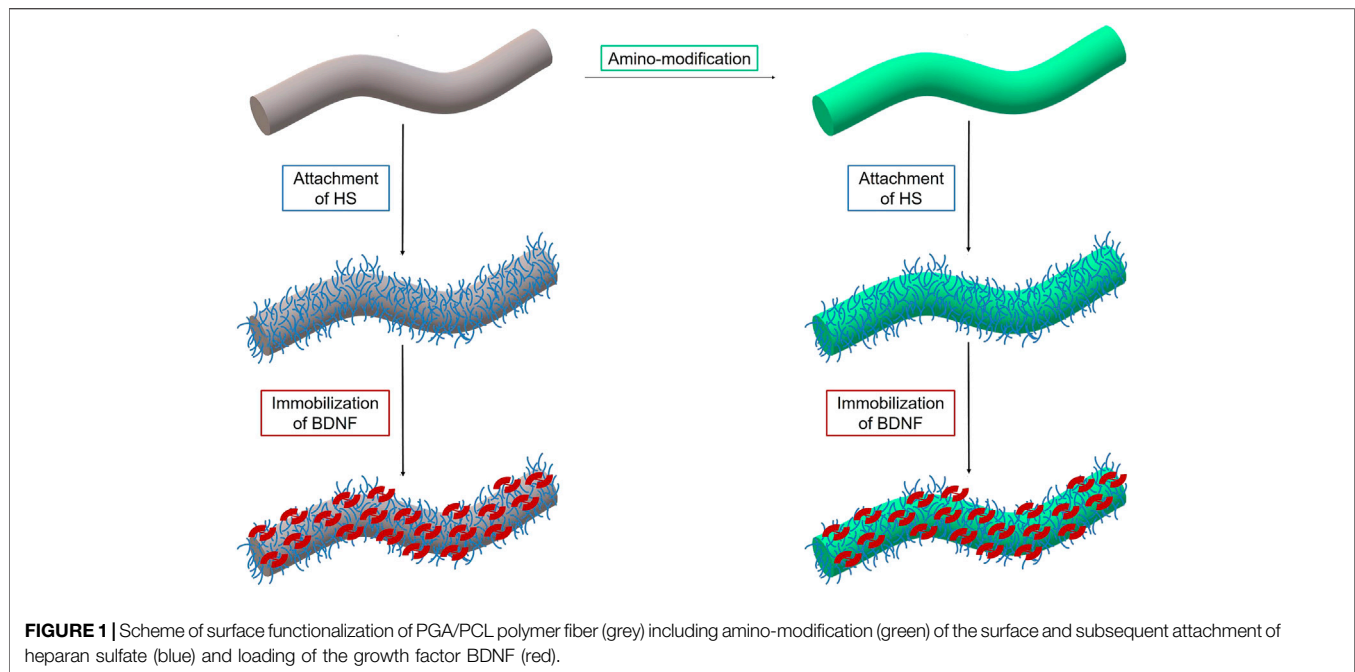 Amino-modification
Attachment
of HS
Attachment
of HS
Immobilization
of BDNF
Immobilization
of BDNF
FIGURE 1 | Scheme of surface functionalization of PGA/PCL polymer fiber (grey) including amino-modification (green) of the surface and subsequent attachment of
heparan sulfate (blue) and loading of the growth factor BDNF (red).